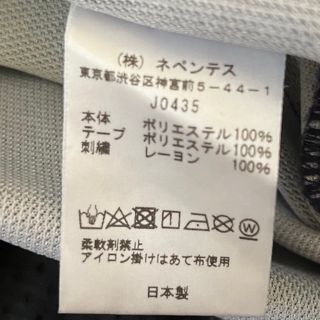 (株) ネペンテス
東京都渋谷区神宮前5-44-1
J0435
本体 ポリエステル100%
テープ ポリエステル100%
刺繍 レーヨン 100%
柔軟剤禁止
アイロン掛けはあて布使用
日本製